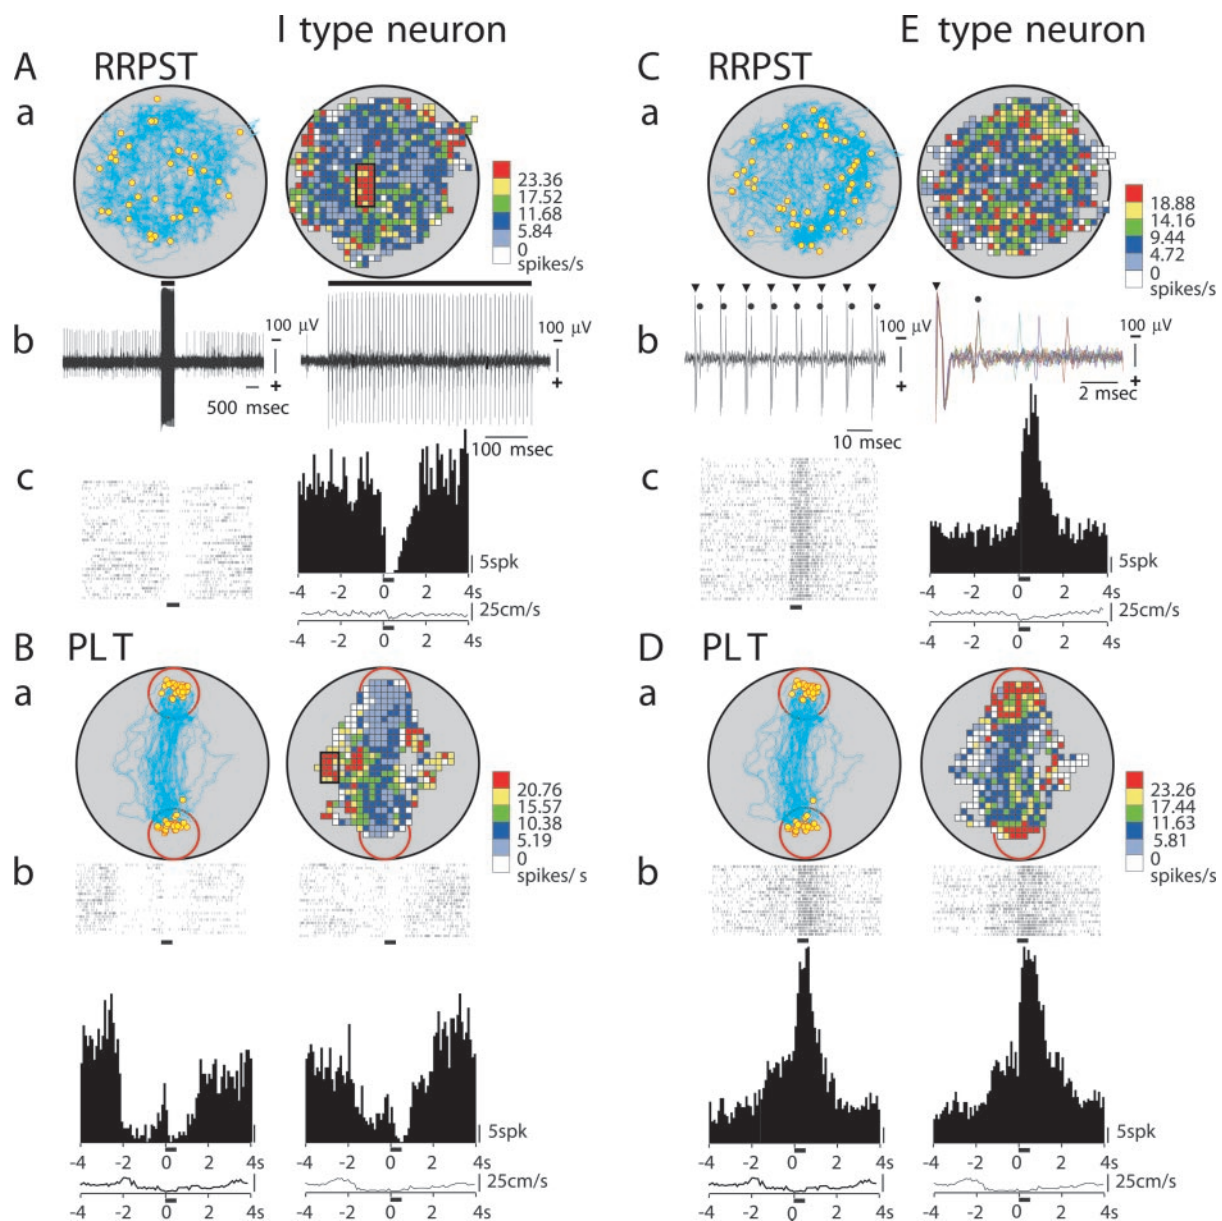 I type neuron
E type neuron
A RRPST
a
23.36
17.52
11.68
5.84
0
spikes/s
b
100 μV
+
500 msec
100 μV
+
100 msec
c
5spk
-4 -2 0 2 4s
25cm/s
-4 -2 0 2 4s
B PLT
a
20.76
15.57
10.38
5.19
0
spikes/ s
b
-4 -2 0 2 4s
5spk
-4 -2 0 2 4s
25cm/s
-4 -2 0 2 4s
-4 -2 0 2 4s
C RRPST
a
18.88
14.16
9.44
4.72
0
spikes/s
b
100 μV
+
10 msec
100 μV
+
2 msec
c
5spk
-4 -2 0 2 4s
25cm/s
-4 -2 0 2 4s
D PLT
a
23.26
17.44
11.63
5.81
0
spikes/s
b
-4 -2 0 2 4s
5spk
-4 -2 0 2 4s
25cm/s
-4 -2 0 2 4s
-4 -2 0 2 4s